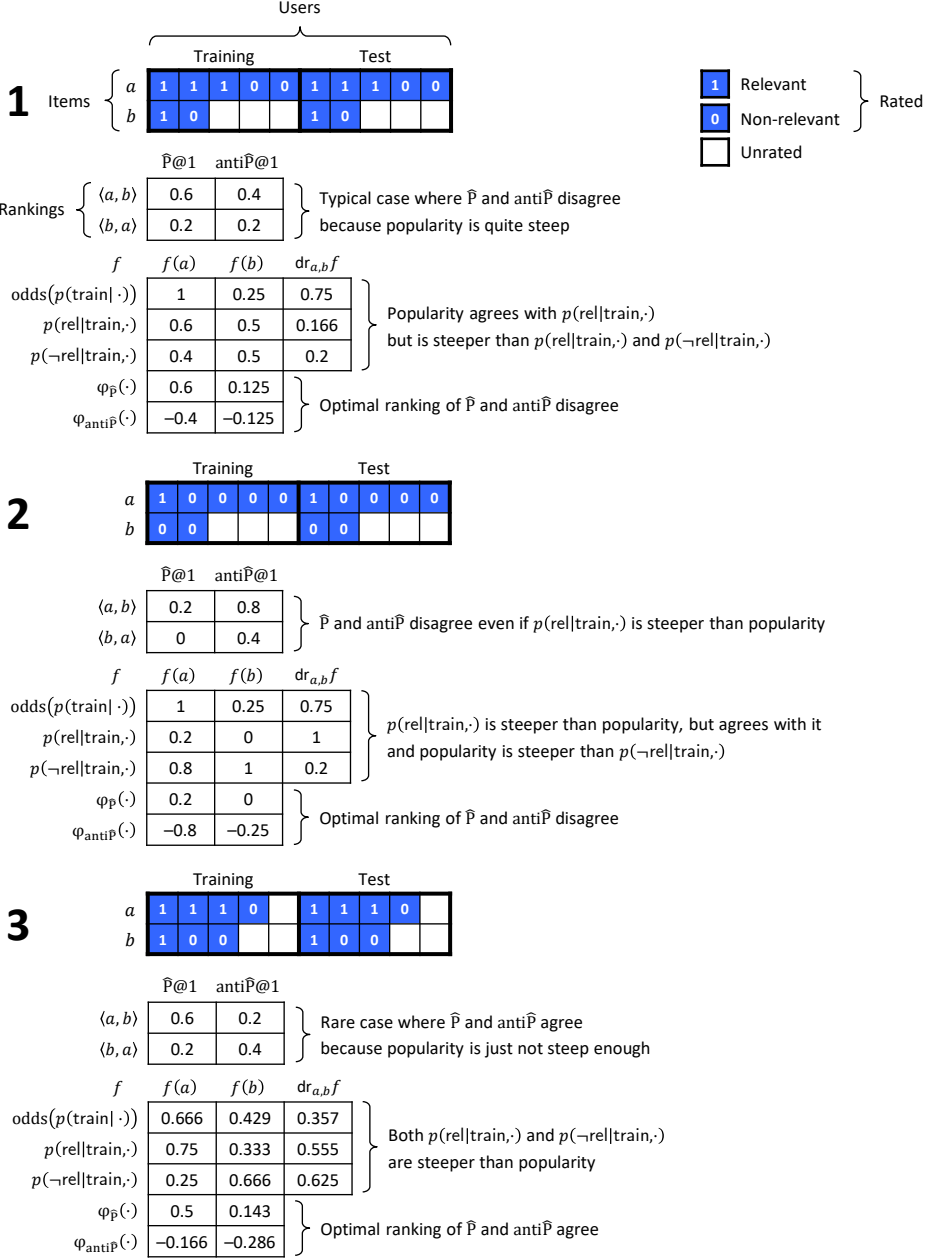 Users
Training Test
1 Items a 1 1 1 0 0 1 1 1 0 0
b 1 0 1 0
1 Relevant
0 Non-relevant
Unrated
Rated
P̂@1 antiP̂@1
Rankings ⟨a, b⟩ 0.6 0.4
⟨b, a⟩ 0.2 0.2
Typical case where P̂ and antiP̂ disagree
because popularity is quite steep
f f(a) f(b) dr_{a,b}f
odds(p(train| ·)) 1 0.25 0.75
p(rel|train,·) 0.6 0.5 0.166
p(¬rel|train,·) 0.4 0.5 0.2
Popularity agrees with p(rel|train,·)
but is steeper than p(rel|train,·) and p(¬rel|train,·)
φ_P̂(·) 0.6 0.125
φ_antiP̂(·) –0.4 –0.125
Optimal ranking of P̂ and antiP̂ disagree
Training Test
2 a 1 0 0 0 0 1 0 0 0 0
b 0 0 0 0
P̂@1 antiP̂@1
⟨a, b⟩ 0.2 0.8
⟨b, a⟩ 0 0.4
P̂ and antiP̂ disagree even if p(rel|train,·) is steeper than popularity
f f(a) f(b) dr_{a,b}f
odds(p(train| ·)) 1 0.25 0.75
p(rel|train,·) 0.2 0 1
p(¬rel|train,·) 0.8 1 0.2
p(rel|train,·) is steeper than popularity, but agrees with it
and popularity is steeper than p(¬rel|train,·)
φ_P̂(·) 0.2 0
φ_antiP̂(·) –0.8 –0.25
Optimal ranking of P̂ and antiP̂ disagree
Training Test
3 a 1 1 1 0 1 1 1 0
b 1 0 0 1 0 0
P̂@1 antiP̂@1
⟨a, b⟩ 0.6 0.2
⟨b, a⟩ 0.2 0.4
Rare case where P̂ and antiP̂ agree
because popularity is just not steep enough
f f(a) f(b) dr_{a,b}f
odds(p(train| ·)) 0.666 0.429 0.357
p(rel|train,·) 0.75 0.333 0.555
p(¬rel|train,·) 0.25 0.666 0.625
Both p(rel|train,·) and p(¬rel|train,·)
are steeper than popularity
φ_P̂(·) 0.5 0.143
φ_antiP̂(·) –0.166 –0.286
Optimal ranking of P̂ and antiP̂ agree